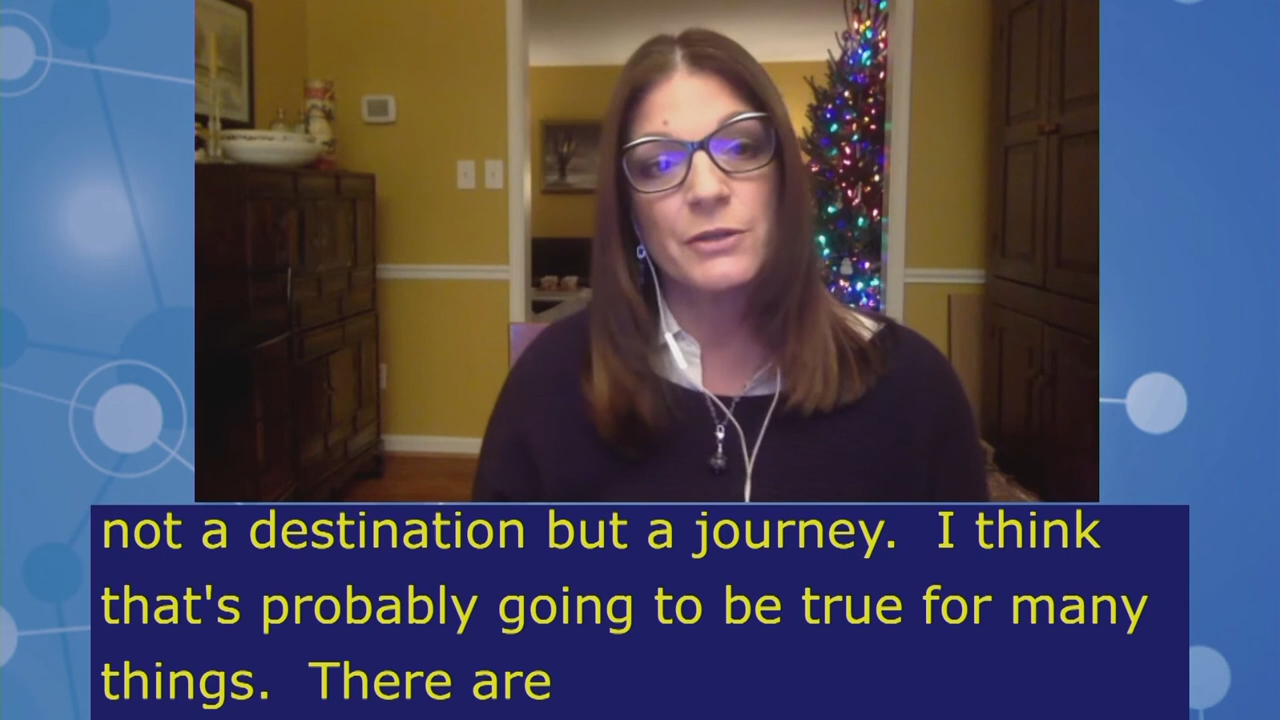 not a destination but a journey.  I think
that's probably going to be true for many
things.  There are